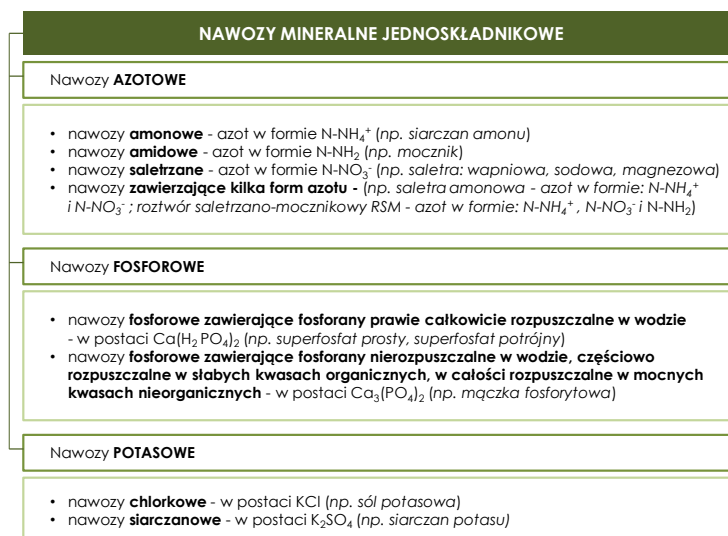 NAWOZY MINERALNE JEDNOSKŁADNIKOWE
Nawozy AZOTOWE
• nawozy amonowe - azot w formie N-NH₄⁺ (np. siarczan amonu)
• nawozy amidowe - azot w formie N-NH₂ (np. mocznik)
• nawozy saletrzane - azot w formie N-NO₃⁻ (np. saletra: wapniowa, sodowa, magnezowa)
• nawozy zawierzające kilka form azotu - (np. saletra amonowa - azot w formie: N-NH₄⁺
i N-NO₃⁻ ; roztwór saletrzano-mocznikowy RSM - azot w formie: N-NH₄⁺ , N-NO₃⁻ i N-NH₂)
Nawozy FOSFOROWE
• nawozy fosforowe zawierające fosforany prawie całkowicie rozpuszczalne w wodzie
- w postaci Ca(H₂PO₄)₂ (np. superfosfat prosty, superfosfat potrójny)
• nawozy fosforowe zawierające fosforany nierozpuszczalne w wodzie, częściowo
rozpuszczalne w słabych kwasach organicznych, w całości rozpuszczalne w mocnych
kwasach nieorganicznych - w postaci Ca₃(PO₄)₂ (np. mączka fosforytowa)
Nawozy POTASOWE
• nawozy chlorkowe - w postaci KCl (np. sól potasowa)
• nawozy siarczanowe - w postaci K₂SO₄ (np. siarczan potasu)